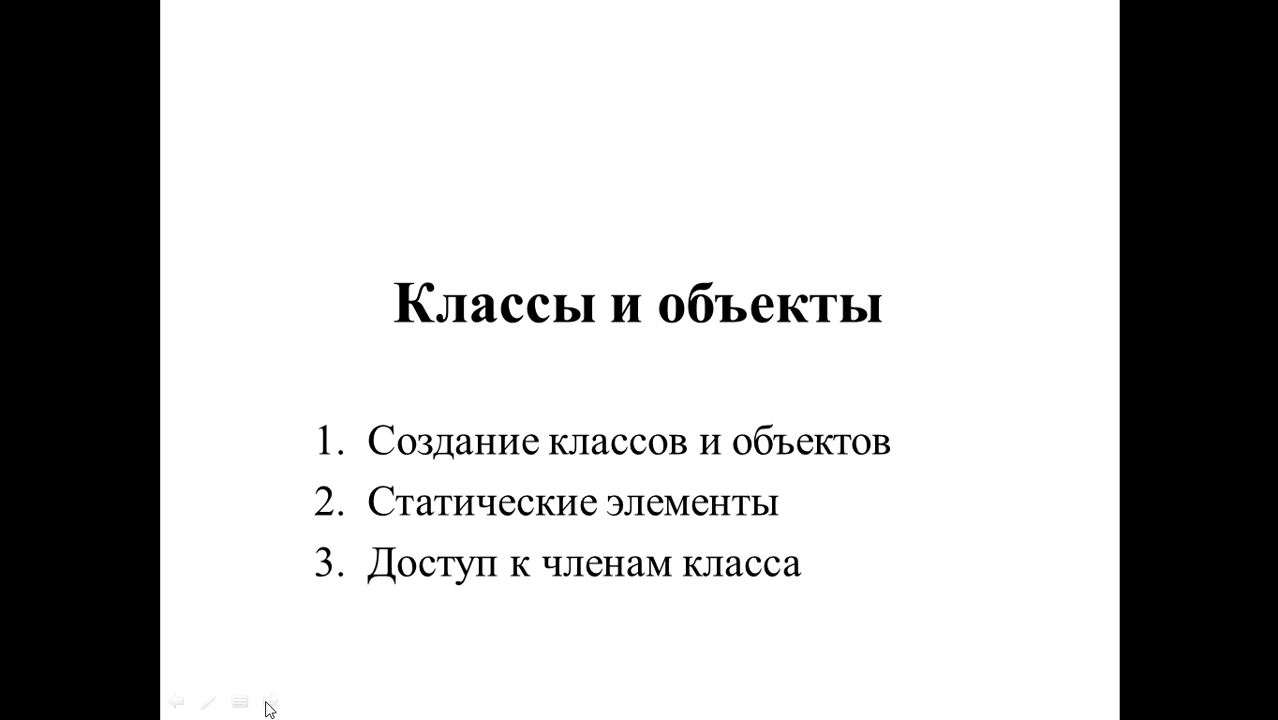 Классы и объекты
1. Создание классов и объектов
2. Статические элементы
3. Доступ к членам класса